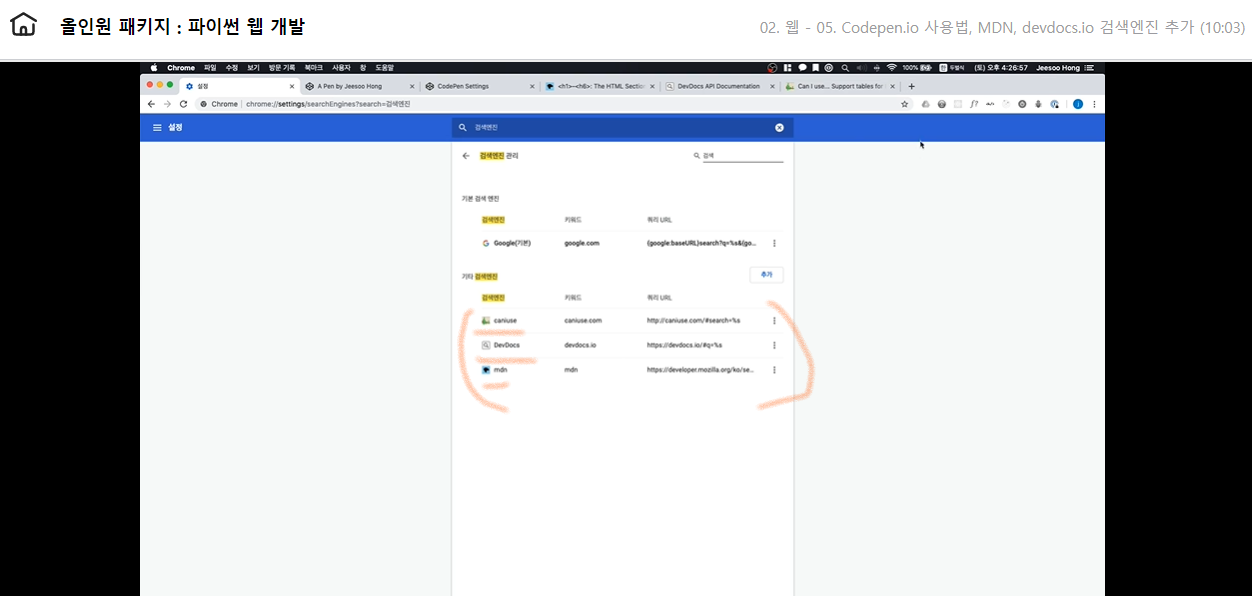 올인원 패키지 : 파이썬 웹 개발
02. 웹 - 05. Codepen.io 사용법, MDN, devdocs.io 검색엔진 추가 (10:03)
Chrome 파일 수정 보기 방문 기록 북마크 사용자 창 도움말 100% 두벌식 (토) 오후 4:26:57 Jeesoo Hong
설정 A Pen by Jeesoo Hong CodePen Settings <h1>–<h6>: The HTML Section DevDocs API Documentation Can I use... Support tables for
Chrome chrome://settings/searchEngines?search=검색엔진
설정 검색엔진
검색엔진 관리 검색
기본 검색 엔진
검색엔진 키워드 쿼리 URL
Google(기본) google.com {google:baseURL}search?q=%s&{go...
기타 검색엔진 추가
검색엔진 키워드 쿼리 URL
caniuse caniuse.com http://caniuse.com/#search=%s
DevDocs devdocs.io https://devdocs.io/#q=%s
mdn mdn https://developer.mozilla.org/ko/se...